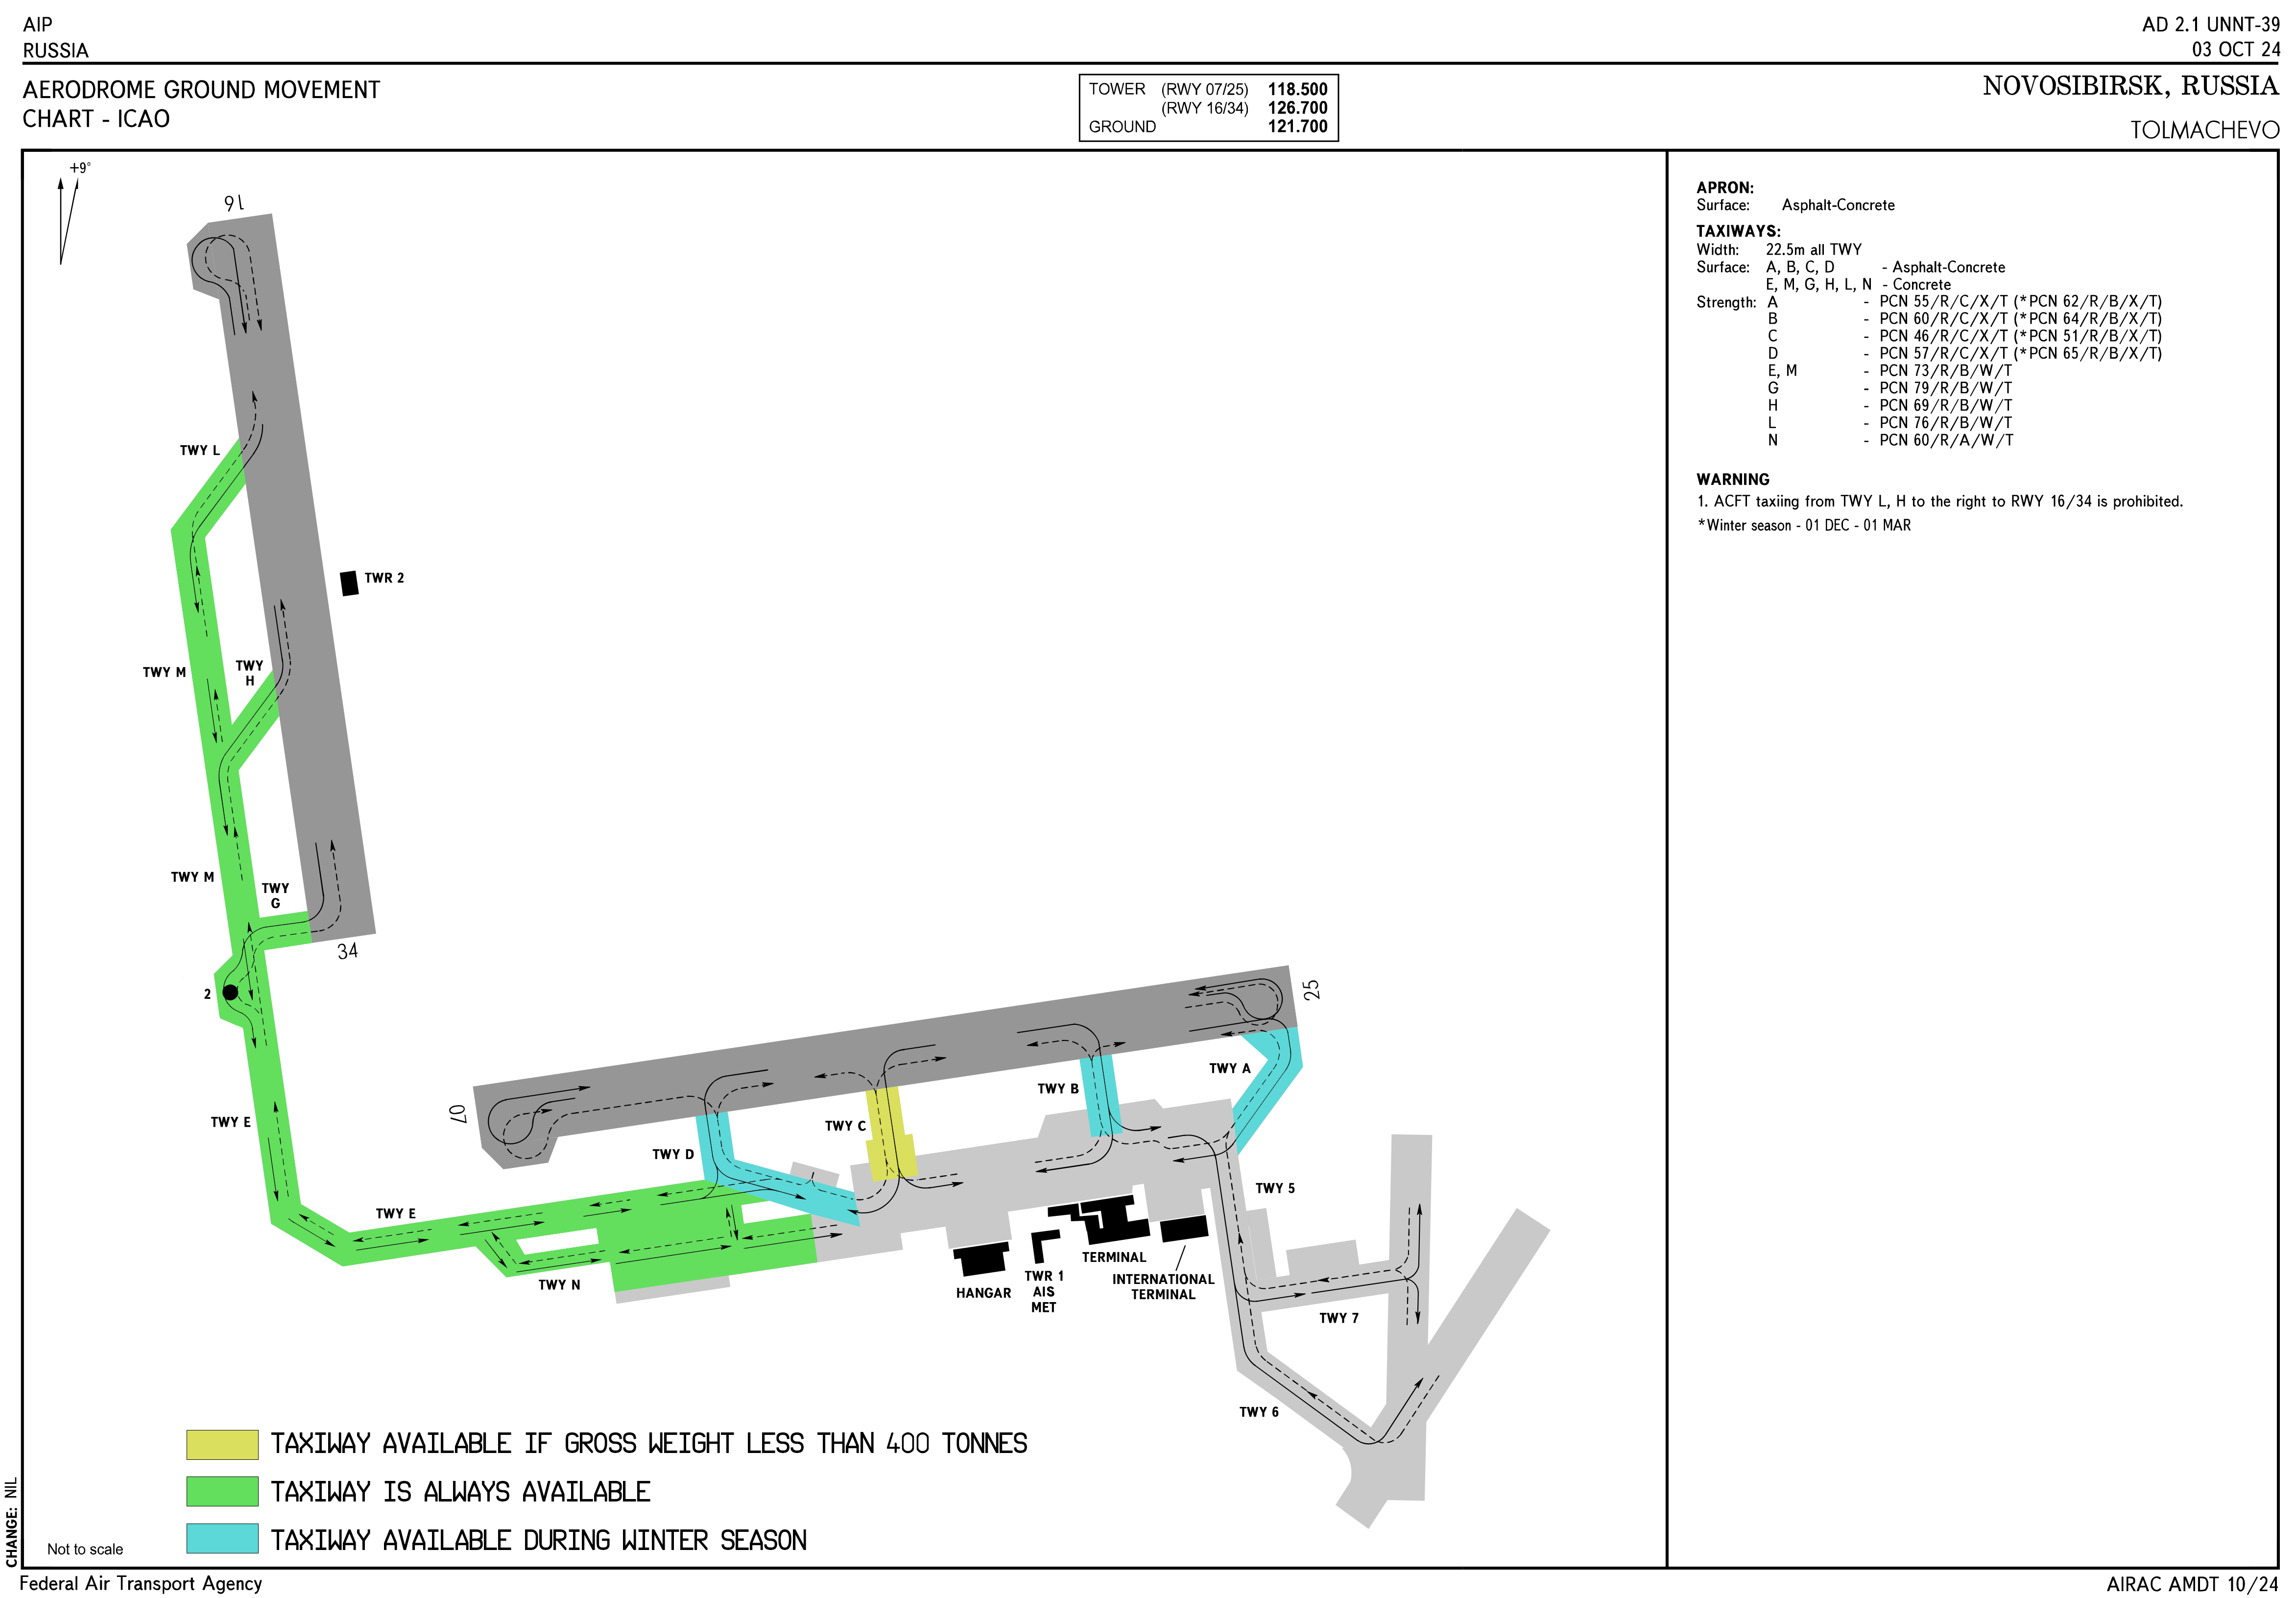 AIP
RUSSIA
AD 2.1 UNNT-39
03 OCT 24
AERODROME GROUND MOVEMENT
CHART - ICAO
TOWER (RWY 07/25) 118.500
(RWY 16/34) 126.700
GROUND 121.700
NOVOSIBIRSK, RUSSIA
TOLMACHEVO
+9°
16
TWY L
TWR 2
TWY M
TWY
H
TWY M
TWY
G
34
2
TWY E
TWY E
TWY N
07
25
TWY D
TWY C
TWY B
TWY A
TWY 5
TWY 7
TWY 6
HANGAR
TWR 1
AIS
MET
TERMINAL
INTERNATIONAL
TERMINAL
APRON:
Surface: Asphalt-Concrete
TAXIWAYS:
Width: 22.5m all TWY
Surface: A, B, C, D - Asphalt-Concrete
E, M, G, H, L, N - Concrete
Strength: A - PCN 55/R/C/X/T (*PCN 62/R/B/X/T)
B - PCN 60/R/C/X/T (*PCN 64/R/B/X/T)
C - PCN 46/R/C/X/T (*PCN 51/R/B/X/T)
D - PCN 57/R/C/X/T (*PCN 65/R/B/X/T)
E, M - PCN 73/R/B/W/T
G - PCN 79/R/B/W/T
H - PCN 69/R/B/W/T
L - PCN 76/R/B/W/T
N - PCN 60/R/A/W/T
WARNING
1. ACFT taxiing from TWY L, H to the right to RWY 16/34 is prohibited.
*Winter season - 01 DEC - 01 MAR
TAXIWAY AVAILABLE IF GROSS WEIGHT LESS THAN 400 TONNES
TAXIWAY IS ALWAYS AVAILABLE
TAXIWAY AVAILABLE DURING WINTER SEASON
Not to scale
CHANGE: NIL
Federal Air Transport Agency
AIRAC AMDT 10/24